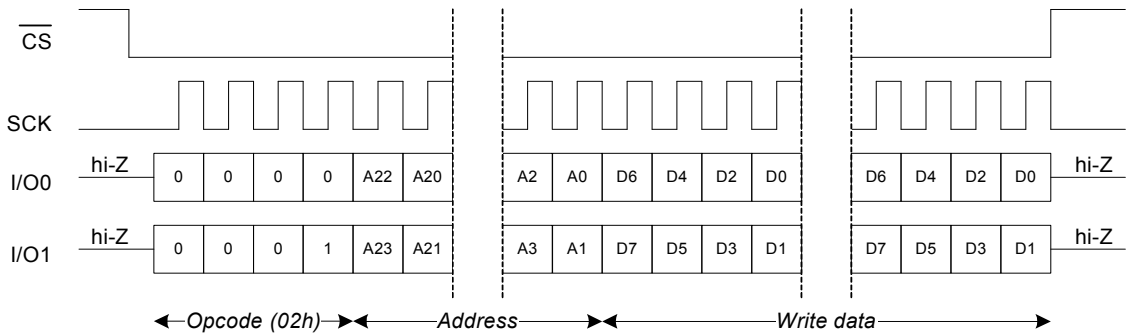 CS
SCK
I/O0 hi-Z 0 0 0 0 A22 A20 A2 A0 D6 D4 D2 D0 D6 D4 D2 D0 hi-Z
I/O1 hi-Z 0 0 0 1 A23 A21 A3 A1 D7 D5 D3 D1 D7 D5 D3 D1 hi-Z
Opcode (02h) Address Write data